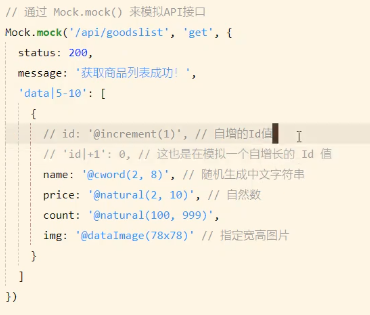 // 通过 Mock.mock() 来模拟API接口
Mock.mock('/api/goodslist', 'get', {
  status: 200,
  message: '获取商品列表成功! ',
  'data|5-10': [
    {
      // id: '@increment(1)', // 自增的Id值
      // 'id|+1': 0, // 这也是在模拟一个自增长的 Id 值
      name: '@cword(2, 8)', // 随机生成中文字符串
      price: '@natural(2, 10)', // 自然数
      count: '@natural(100, 999)',
      img: '@dataImage(78x78)' // 指定宽高图片
    }
  ]
})